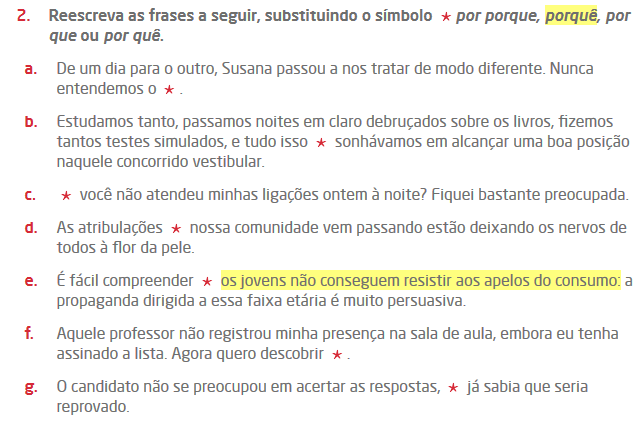 2. Reescreva as frases a seguir, substituindo o símbolo ★ por porque, porquê, por
que ou por quê.
a. De um dia para o outro, Susana passou a nos tratar de modo diferente. Nunca
entendemos o ★ .
b. Estudamos tanto, passamos noites em claro debruçados sobre os livros, fizemos
tantos testes simulados, e tudo isso ★ sonhávamos em alcançar uma boa posição
naquele concorrido vestibular.
c. ★ você não atendeu minhas ligações ontem à noite? Fiquei bastante preocupada.
d. As atribulações ★ nossa comunidade vem passando estão deixando os nervos de
todos à flor da pele.
e. É fácil compreender ★ os jovens não conseguem resistir aos apelos do consumo: a
propaganda dirigida a essa faixa etária é muito persuasiva.
f. Aquele professor não registrou minha presença na sala de aula, embora eu tenha
assinado a lista. Agora quero descobrir ★ .
g. O candidato não se preocupou em acertar as respostas, ★ já sabia que seria
reprovado.